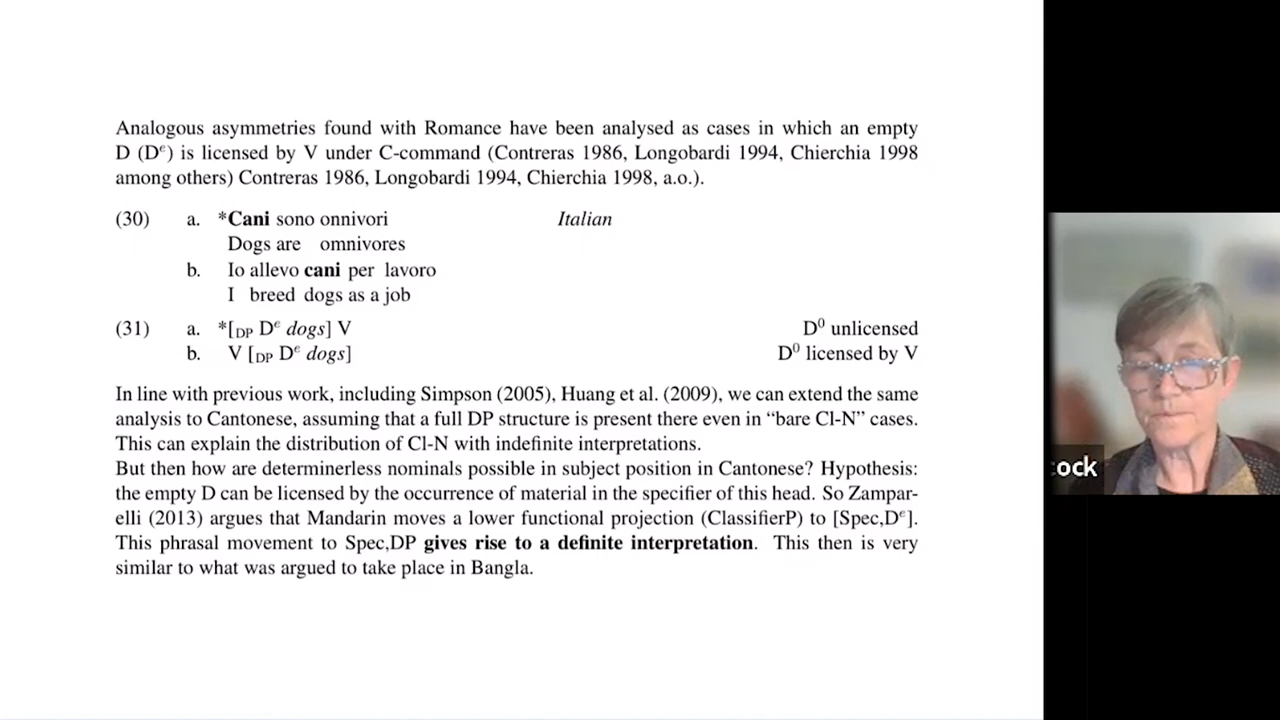 Analogous asymmetries found with Romance have been analysed as cases in which an empty
D (Dᵉ) is licensed by V under C-command (Contreras 1986, Longobardi 1994, Chierchia 1998
among others) Contreras 1986, Longobardi 1994, Chierchia 1998, a.o.).
(30) a. *Cani sono onnivori Italian
Dogs are omnivores
b. Io allevo cani per lavoro
I breed dogs as a job
(31) a. *[DP Dᵉ dogs] V D⁰ unlicensed
b. V [DP Dᵉ dogs] D⁰ licensed by V
In line with previous work, including Simpson (2005), Huang et al. (2009), we can extend the same
analysis to Cantonese, assuming that a full DP structure is present there even in “bare Cl-N” cases.
This can explain the distribution of Cl-N with indefinite interpretations.
But then how are determinerless nominals possible in subject position in Cantonese? Hypothesis:
the empty D can be licensed by the occurrence of material in the specifier of this head. So Zampar-
elli (2013) argues that Mandarin moves a lower functional projection (ClassifierP) to [Spec,Dᵉ].
This phrasal movement to Spec,DP gives rise to a definite interpretation. This then is very
similar to what was argued to take place in Bangla.
ock